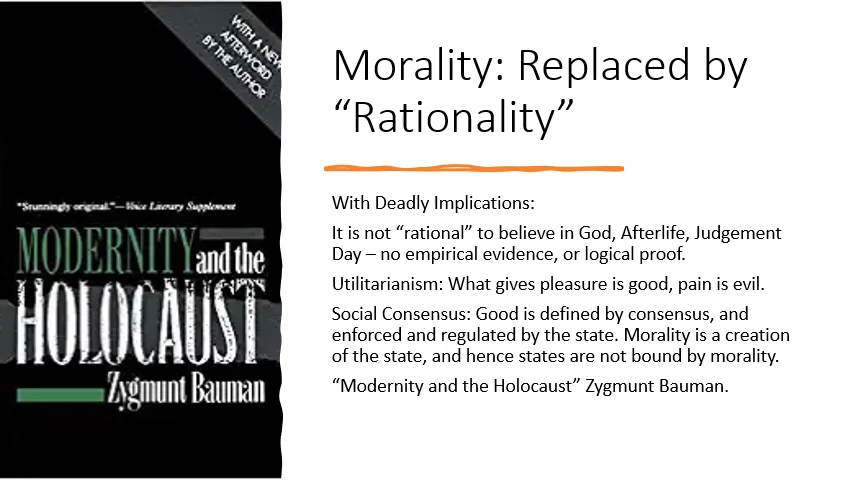 WITH A NEW
AFTERWORD
BY THE AUTHOR
"Stunningly original."—Voice Literary Supplement
MODERNITY and the
HOLOCAUST
Zygmunt Bauman
Morality: Replaced by
“Rationality”
With Deadly Implications:
It is not “rational” to believe in God, Afterlife, Judgement
Day – no empirical evidence, or logical proof.
Utilitarianism: What gives pleasure is good, pain is evil.
Social Consensus: Good is defined by consensus, and
enforced and regulated by the state. Morality is a creation
of the state, and hence states are not bound by morality.
“Modernity and the Holocaust” Zygmunt Bauman.